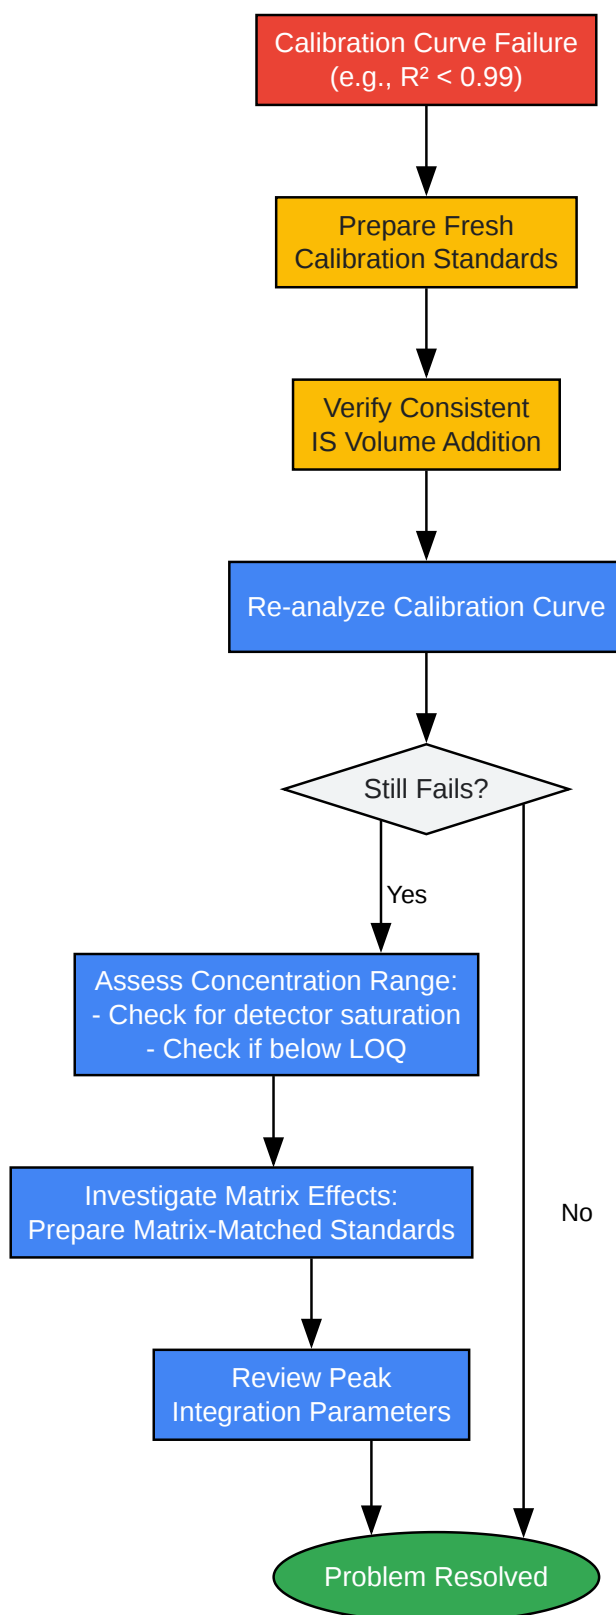 Calibration Curve Failure
(e.g., R² < 0.99)
Prepare Fresh
Calibration Standards
Verify Consistent
IS Volume Addition
Re-analyze Calibration Curve
Still Fails?
Yes
Assess Concentration Range:
- Check for detector saturation
- Check if below LOQ
Investigate Matrix Effects:
Prepare Matrix-Matched Standards
No
Review Peak
Integration Parameters
Problem Resolved